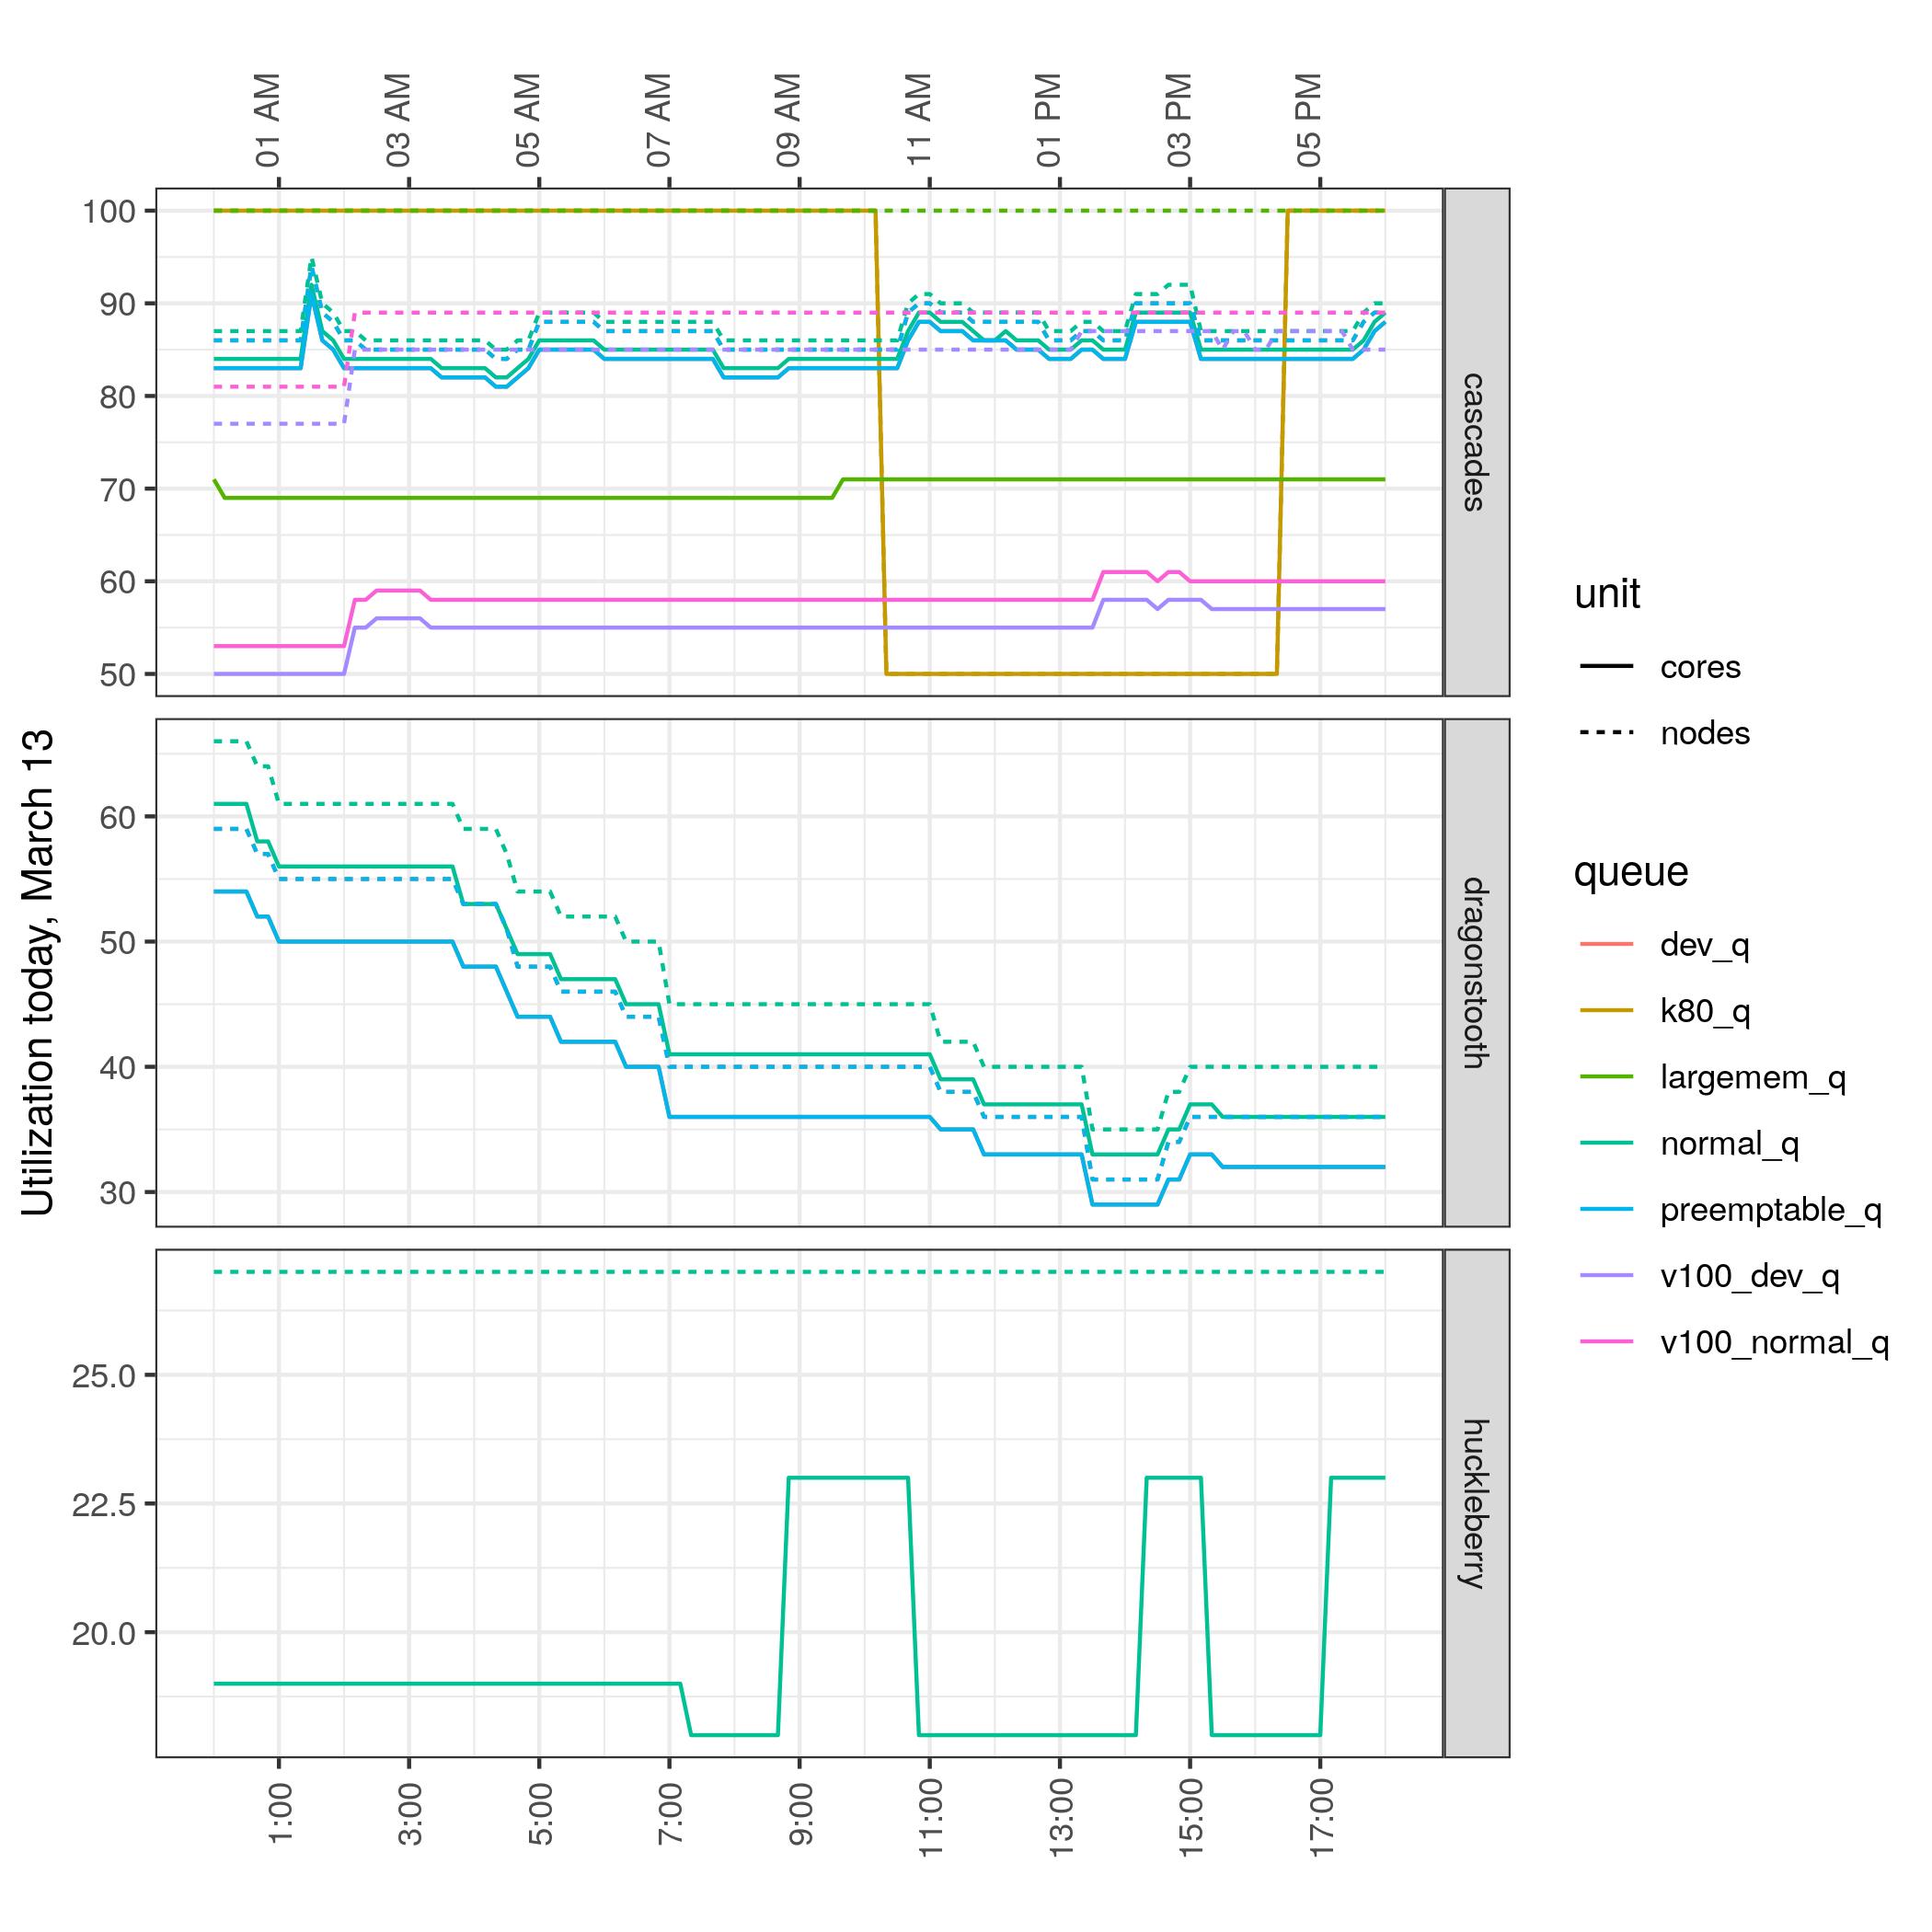 01 AM
03 AM
05 AM
07 AM
09 AM
11 AM
01 PM
03 PM
05 PM
Utilization today, March 13
100
90
80
70
60
50
cascades
60
50
40
30
dragonstooth
25.0
22.5
20.0
huckleberry
1:00
3:00
5:00
7:00
9:00
11:00
13:00
15:00
17:00
unit
cores
nodes
queue
dev_q
k80_q
largemem_q
normal_q
preemptable_q
v100_dev_q
v100_normal_q